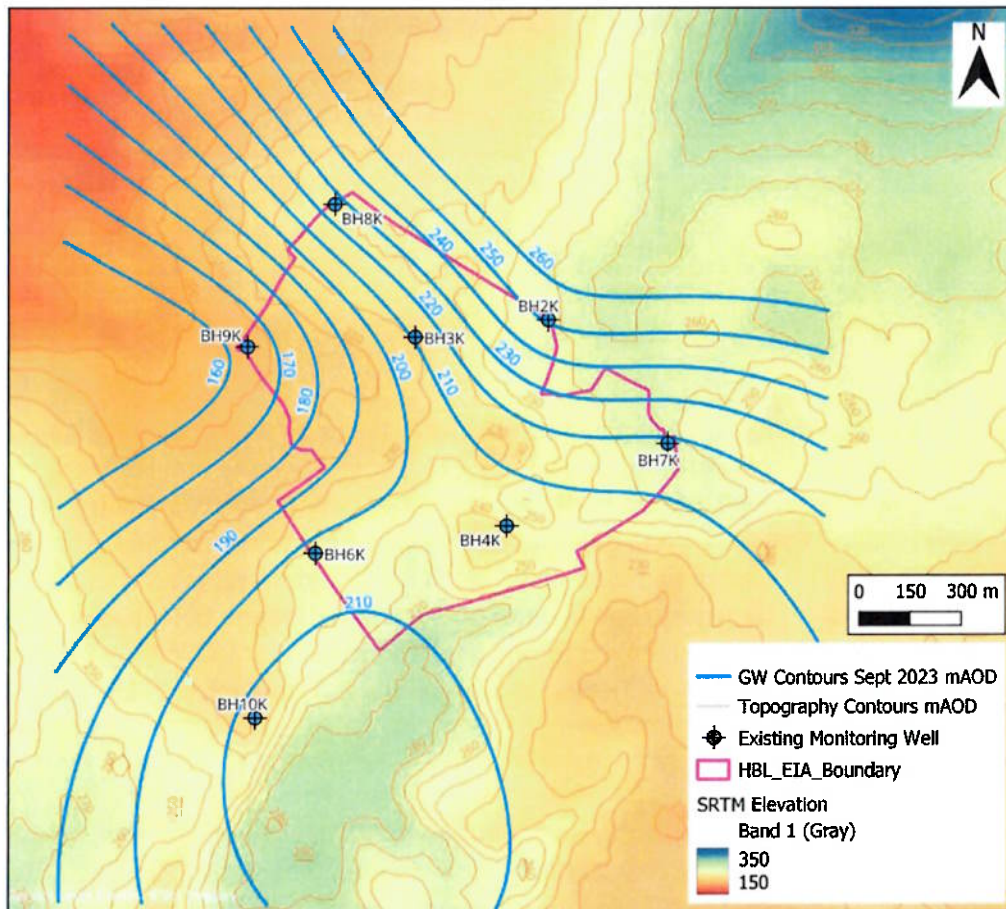 N
BH8K
240
250
260
BH2K
220
BH3K
BH9K
230
160
170
200
210
180
BH7K
190
BH4K
BH6K
210
BH10K
0 150 300 m
GW Contours Sept 2023 mAOD
Topography Contours mAOD
Existing Monitoring Well
HBL_EIA_Boundary
SRTM Elevation
Band 1 (Gray)
350
150